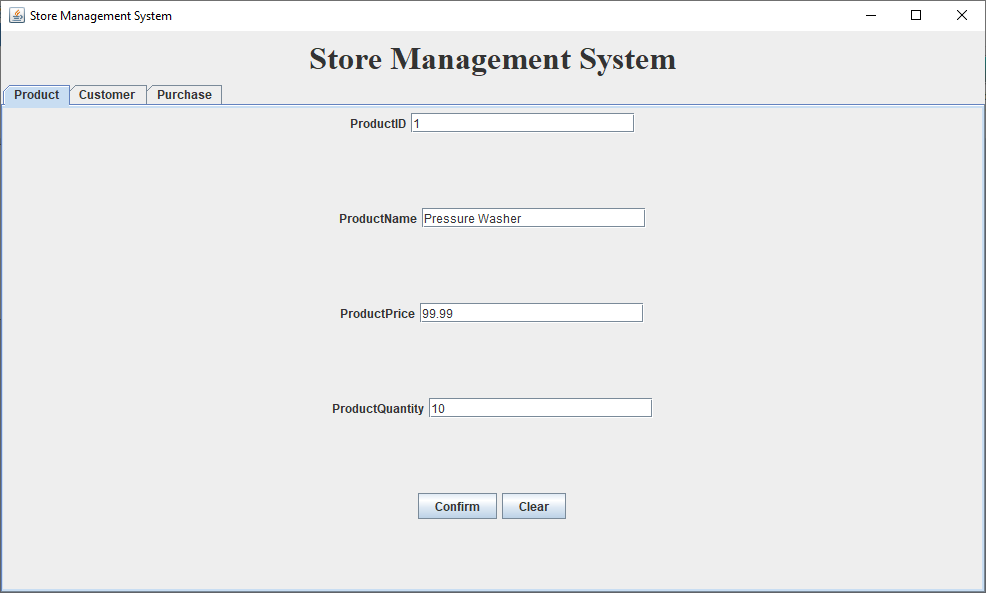 Store Management System
Store Management System
Product Customer Purchase
ProductID 1
ProductName Pressure Washer
ProductPrice 99.99
ProductQuantity 10
Confirm Clear